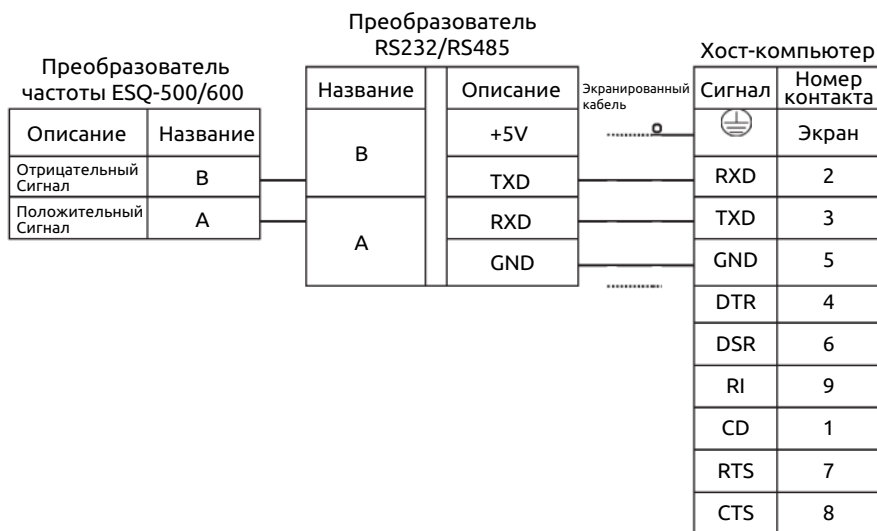 Преобразователь
частоты ESQ-500/600
Описание Название
Отрицательный
Сигнал
B
Положительный
Сигнал
A
Преобразователь
RS232/RS485
Название Описание
B
+5V
TXD
A
RXD
GND
Экранированный
кабель
Хост-компьютер
Сигнал Номер
контакта
Экран
RXD 2
TXD 3
GND 5
DTR 4
DSR 6
RI 9
CD 1
RTS 7
CTS 8